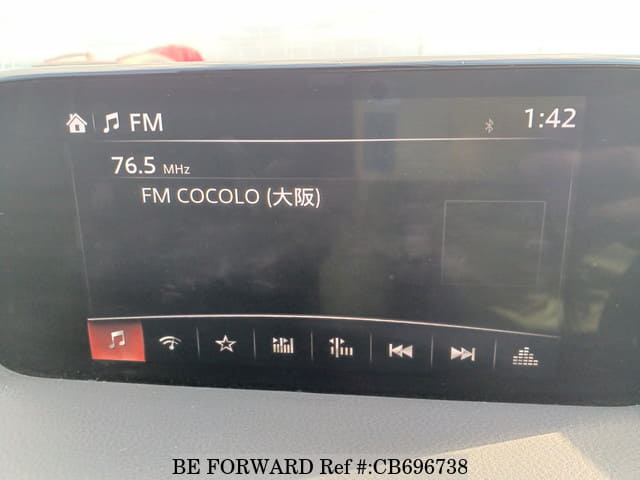 FM 1:42
76.5 MHz
FM COCOLO (大阪)
BE FORWARD Ref #:CB696738